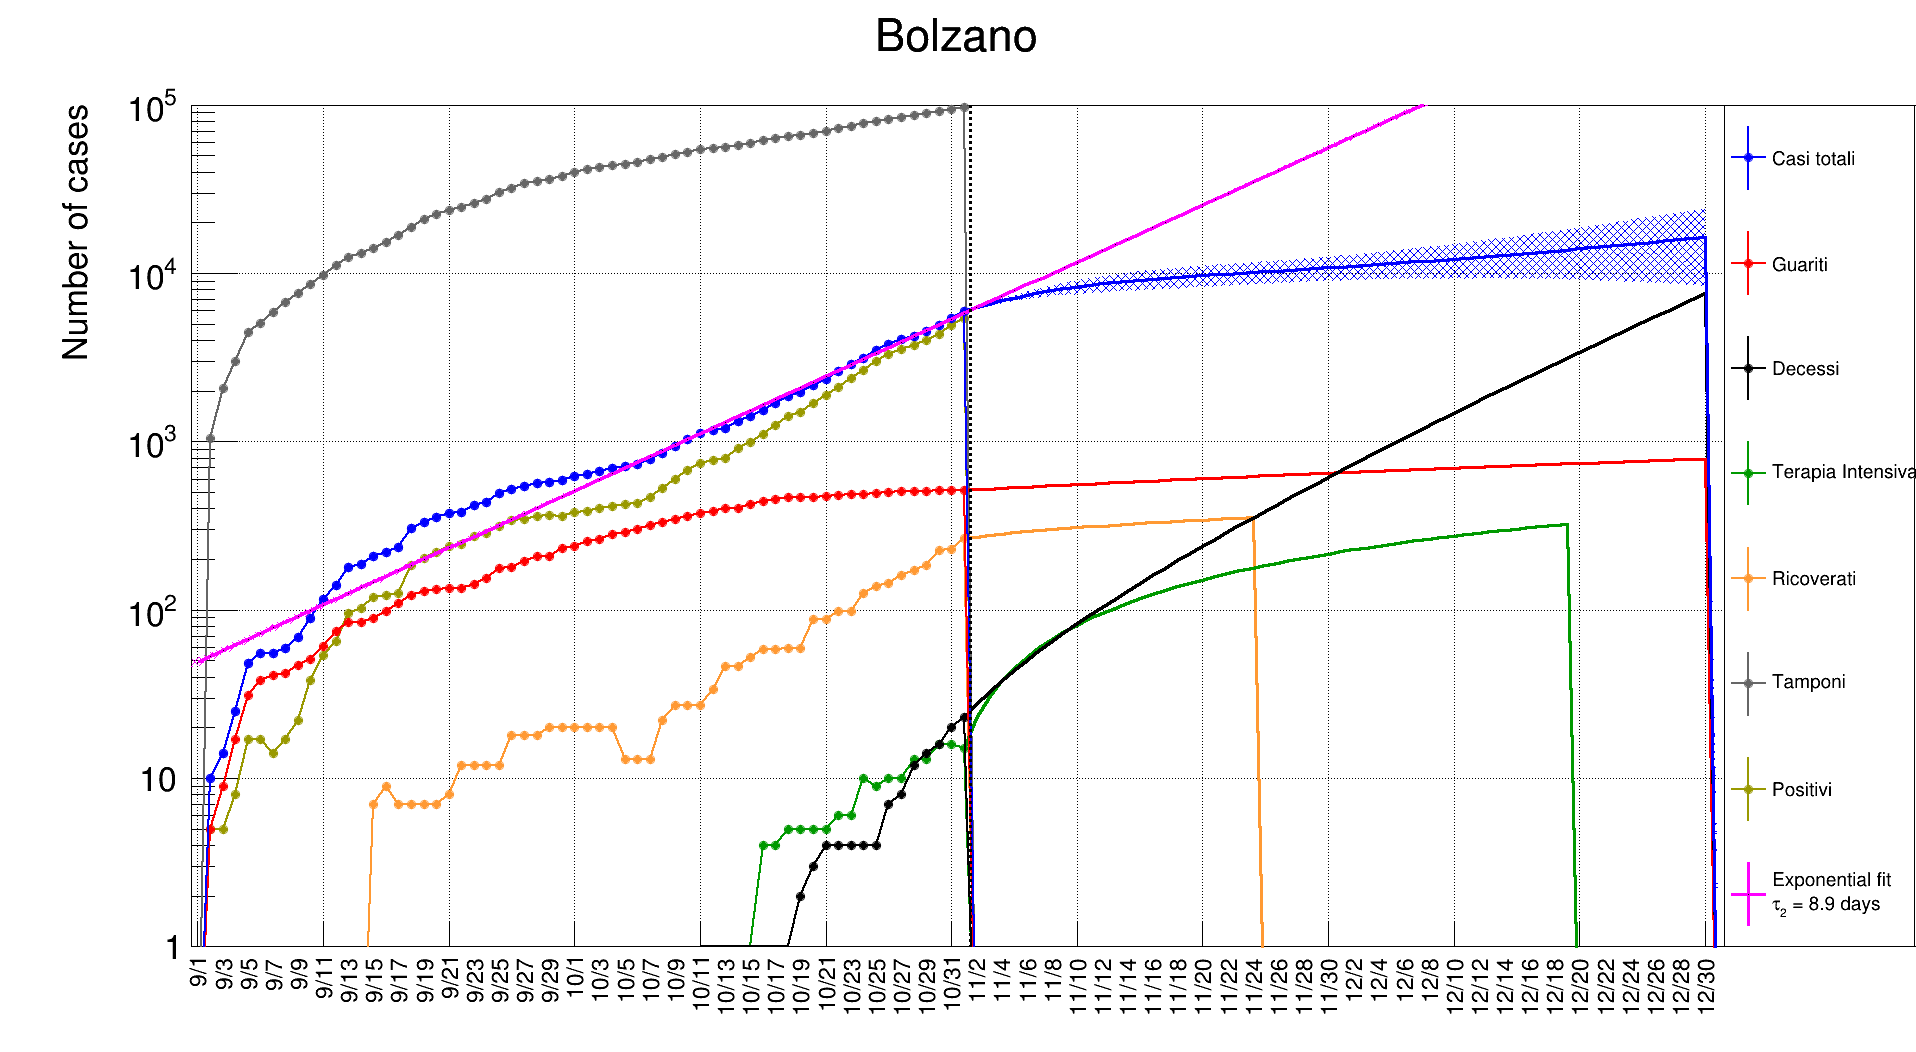 Bolzano
Number of cases
10^5
10^4
10^3
10^2
10
1
9/1 9/3 9/5 9/7 9/9 9/11 9/13 9/15 9/17 9/19 9/21 9/23 9/25 9/27 9/29 10/1 10/3 10/5 10/7 10/9 10/11 10/13 10/15 10/17 10/19 10/21 10/23 10/25 10/27 10/29 10/31 11/2 11/4 11/6 11/8 11/10 11/12 11/14 11/16 11/18 11/20 11/22 11/24 11/26 11/28 11/30 12/2 12/4 12/6 12/8 12/10 12/12 12/14 12/16 12/18 12/20 12/22 12/24 12/26 12/28 12/30
Casi totali
Guariti
Decessi
Terapia Intensiva
Ricoverati
Tamponi
Positivi
Exponential fit
τ₂ = 8.9 days